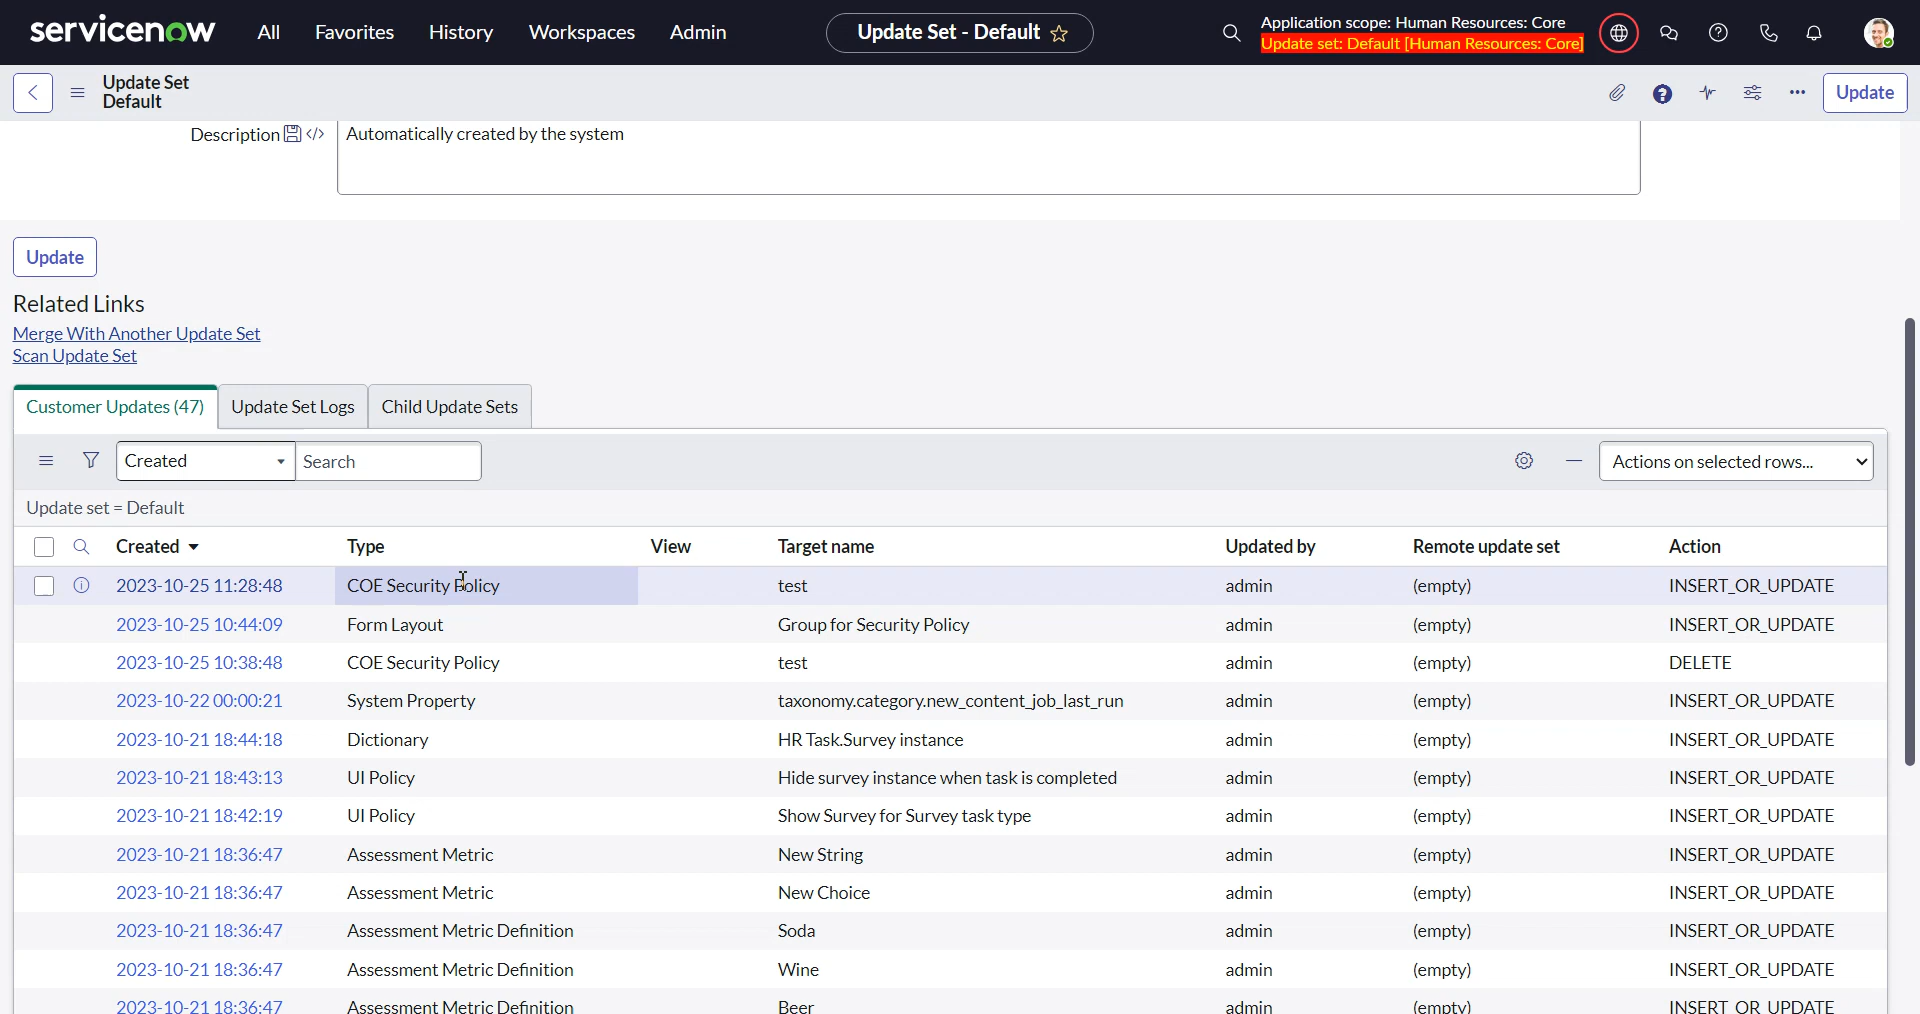 servicenow All Favorites History Workspaces Admin Update Set - Default Application scope: Human Resources: Core
Update set: Default [Human Resources: Core]
Update Set
Default
Update
Description </> Automatically created by the system
Update
Related Links
Merge With Another Update Set
Scan Update Set
Customer Updates (47) Update Set Logs Child Update Sets
Created Search Actions on selected rows...
Update set = Default
Created Type View Target name Updated by Remote update set Action
2023-10-25 11:28:48 COE Security Policy test admin (empty) INSERT_OR_UPDATE
2023-10-25 10:44:09 Form Layout Group for Security Policy admin (empty) INSERT_OR_UPDATE
2023-10-25 10:38:48 COE Security Policy test admin (empty) DELETE
2023-10-22 00:00:21 System Property taxonomy.category.new_content_job_last_run admin (empty) INSERT_OR_UPDATE
2023-10-21 18:44:18 Dictionary HR Task.Survey instance admin (empty) INSERT_OR_UPDATE
2023-10-21 18:43:13 UI Policy Hide survey instance when task is completed admin (empty) INSERT_OR_UPDATE
2023-10-21 18:42:19 UI Policy Show Survey for Survey task type admin (empty) INSERT_OR_UPDATE
2023-10-21 18:36:47 Assessment Metric New String admin (empty) INSERT_OR_UPDATE
2023-10-21 18:36:47 Assessment Metric New Choice admin (empty) INSERT_OR_UPDATE
2023-10-21 18:36:47 Assessment Metric Definition Soda admin (empty) INSERT_OR_UPDATE
2023-10-21 18:36:47 Assessment Metric Definition Wine admin (empty) INSERT_OR_UPDATE
2023-10-21 18:36:47 Assessment Metric Definition Beer admin (empty) INSERT_OR_UPDATE